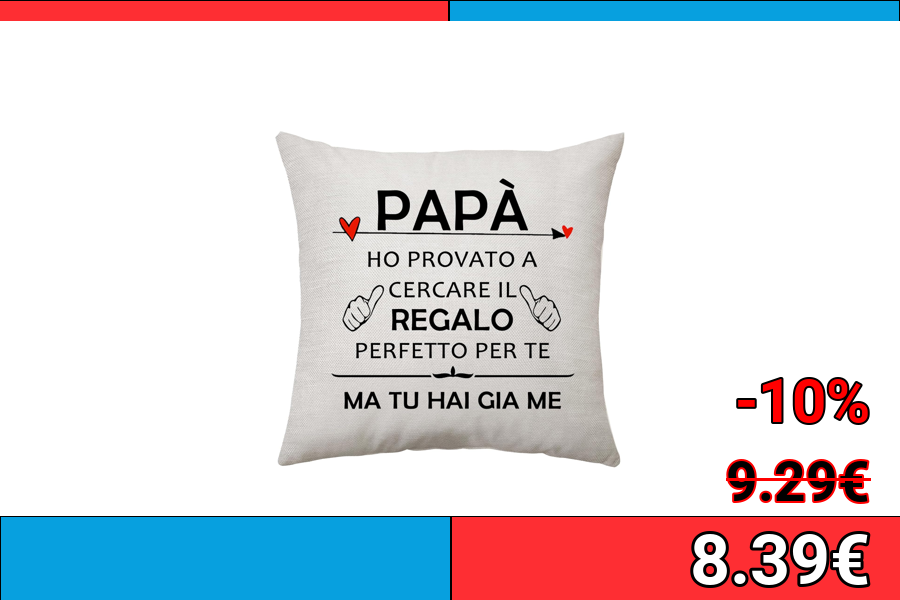 PAPÀ
HO PROVATO A
CERCARE IL
REGALO
PERFETTO PER TE
MA TU HAI GIA ME
-10%
9.29€
8.39€